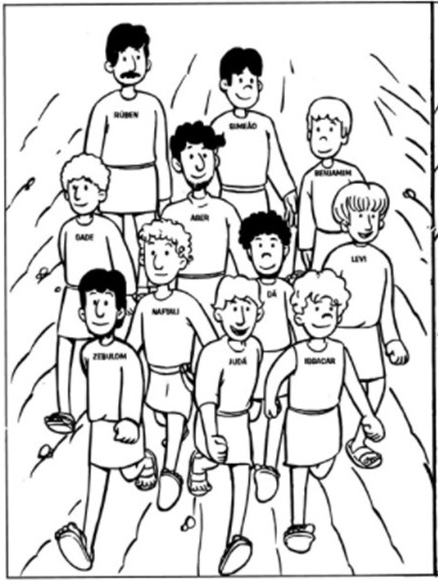 RÚBEN
SIMEÃO
BENJAMIM
ASER
GADE
LEVI
DÃ
NAFTALI
ZEBULOM
JUDÁ
ISSACAR